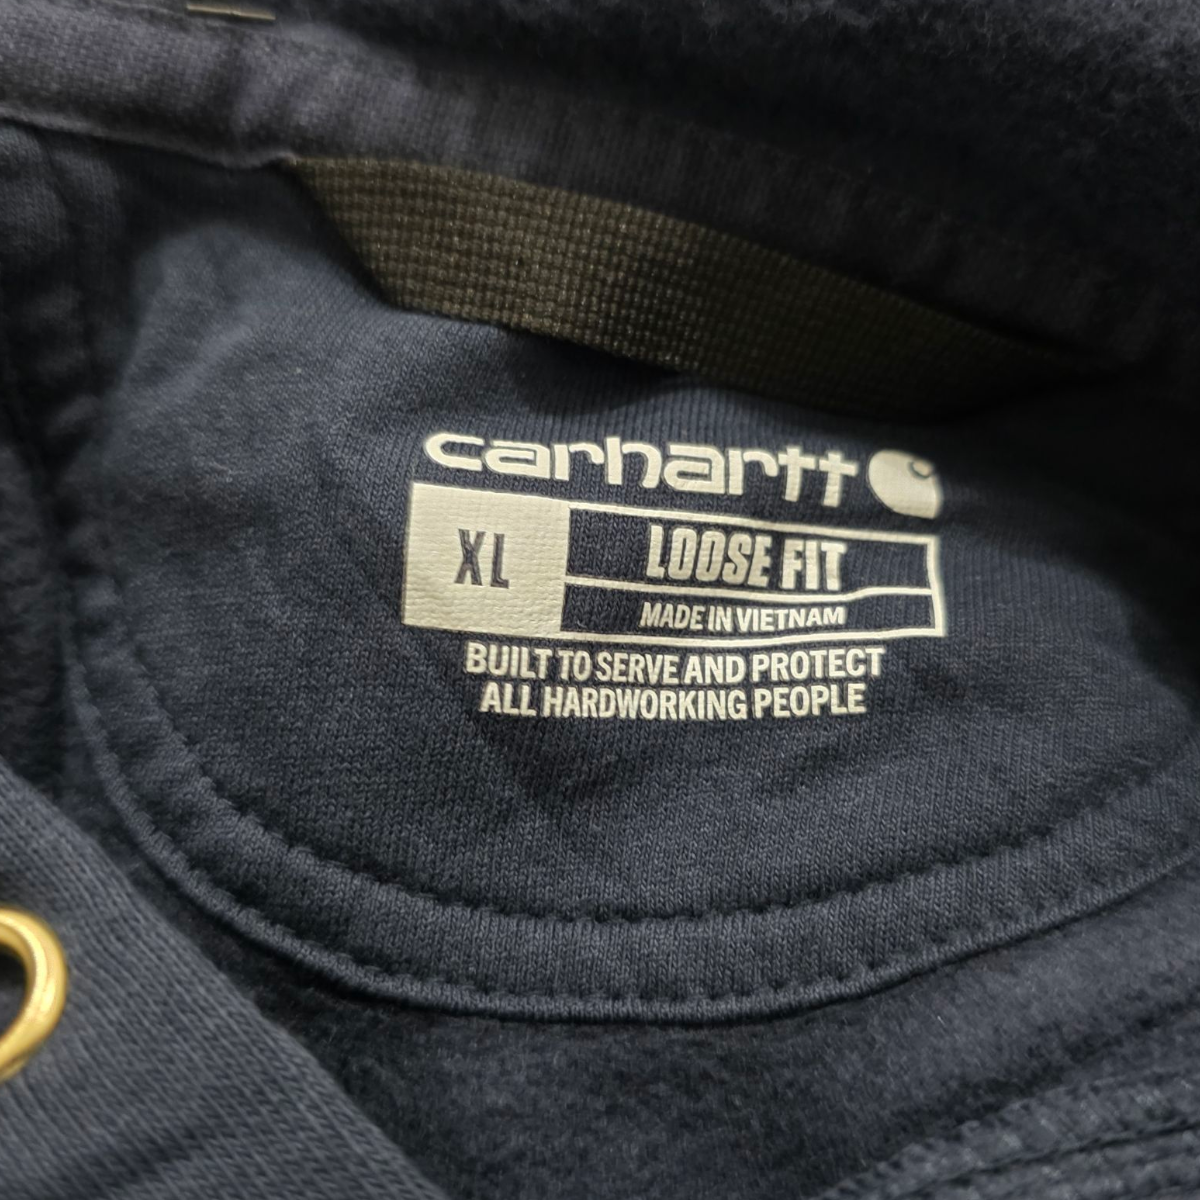 carhartt
XL
LOOSE FIT
MADE IN VIETNAM
BUILT TO SERVE AND PROTECT
ALL HARDWORKING PEOPLE